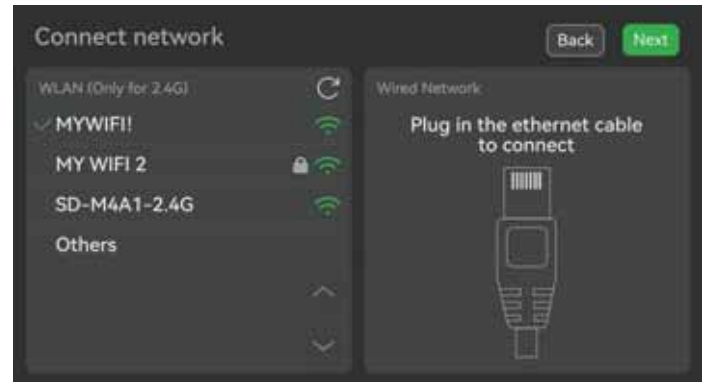 Connect network
Back
Next
WLAN (Only for 2.4G)
MYWIFI!
MY WIFI 2
SD-M4A1-2.4G
Others
Wired Network
Plug in the ethernet cable
to connect